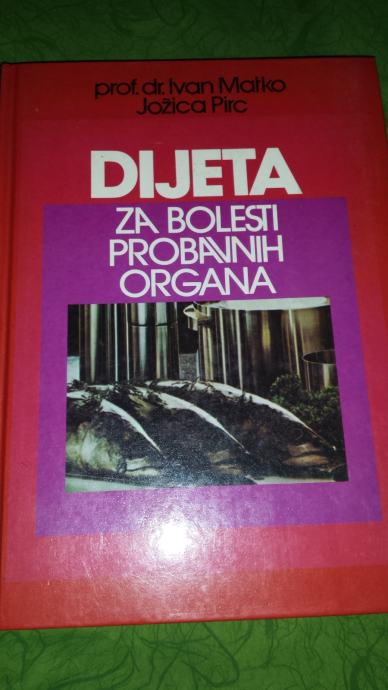 prof. dr. Ivan Matko
Jožica Pirc
DIJETA
ZA BOLESTI
PROBAVNIH
ORGANA